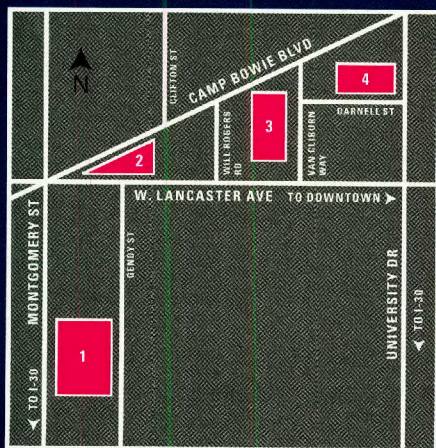 N
CLIFTON ST
CAMP BOWIE BLVD
4
DARNELL ST
3
2
WILL ROGERS
RD
VAN CLIBURN
WAY
W. LANCASTER AVE TO DOWNTOWN
MONTGOMERY ST
GENDY ST
UNIVERSITY DR
1
TO I-30
TO I-30